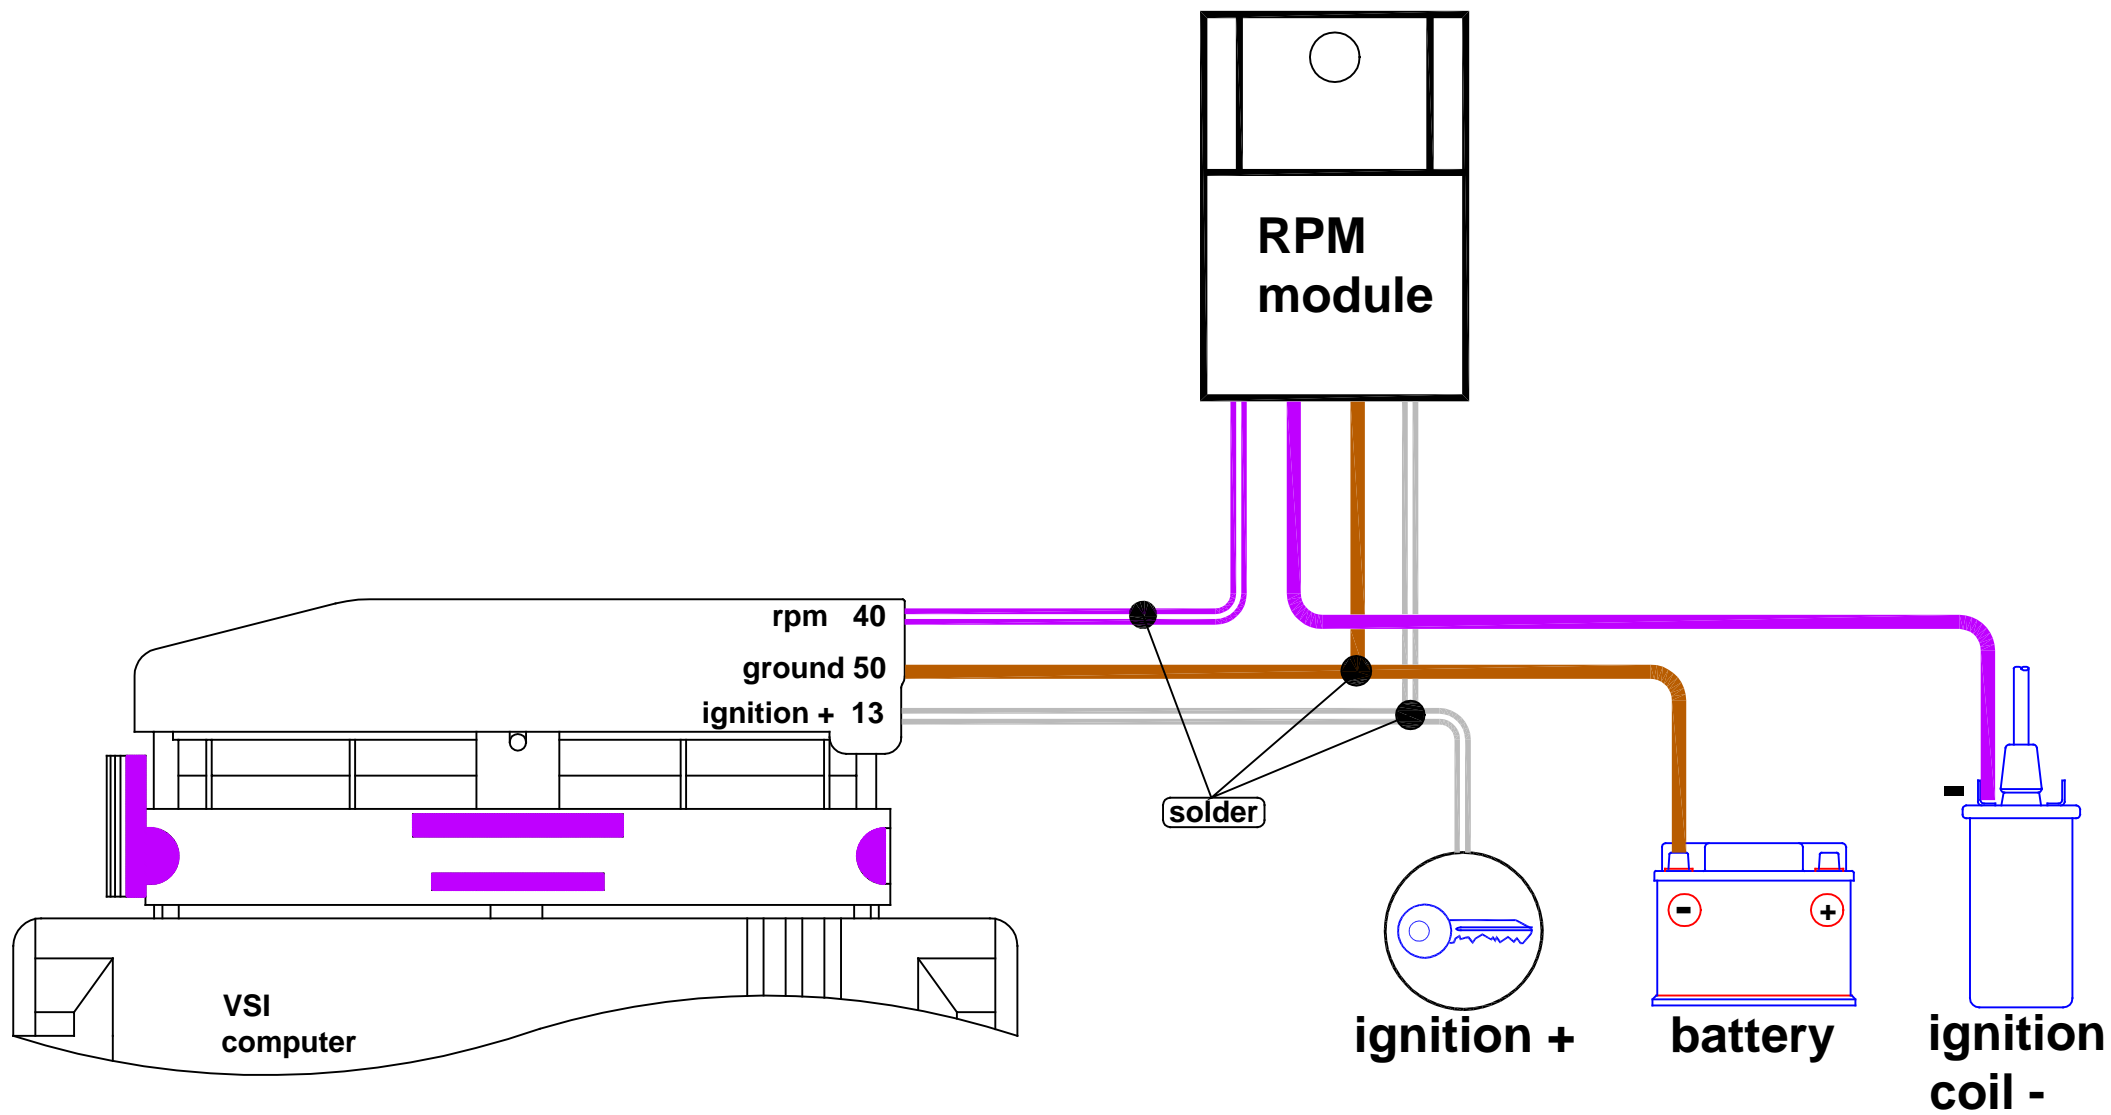 RPM
module
rpm 40
ground 50
ignition + 13
solder
-
- +
VSI
computer
ignition +
battery
ignition
coil -